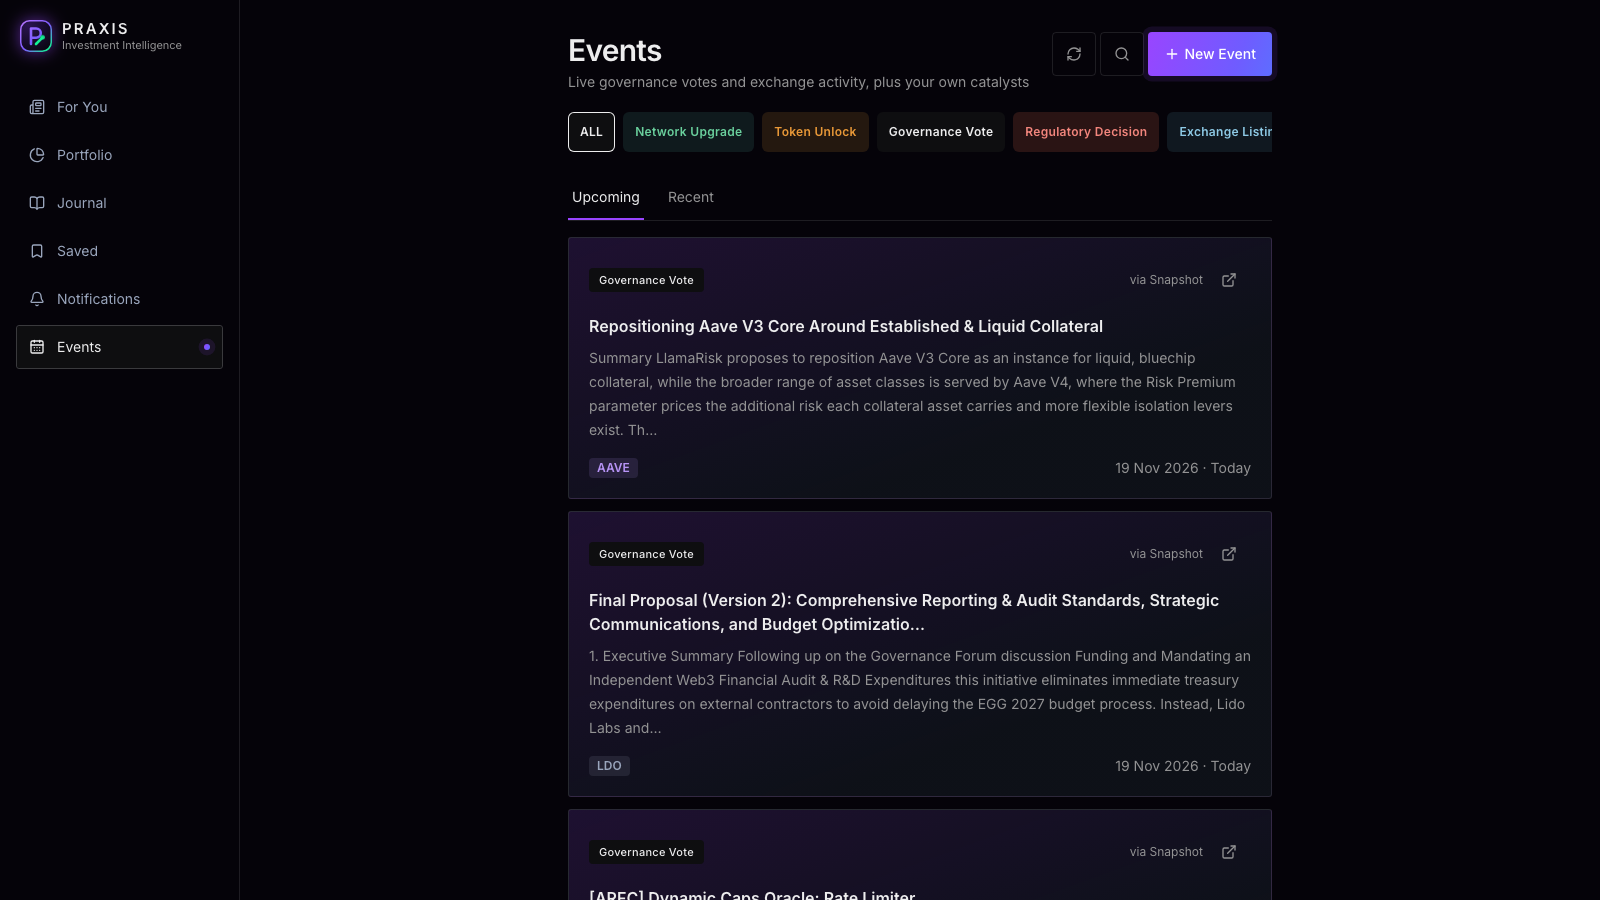 PRAXIS
Investment Intelligence
For You
Portfolio
Journal
Saved
Notifications
Events
Events
Live governance votes and exchange activity, plus your own catalysts
New Event
ALL
Network Upgrade
Token Unlock
Governance Vote
Regulatory Decision
Exchange Listin
Upcoming
Recent
Governance Vote
via Snapshot
Repositioning Aave V3 Core Around Established & Liquid Collateral
Summary LlamaRisk proposes to reposition Aave V3 Core as an instance for liquid, bluechip
collateral, while the broader range of asset classes is served by Aave V4, where the Risk Premium
parameter prices the additional risk each collateral asset carries and more flexible isolation levers
exist. Th...
AAVE
19 Nov 2026 · Today
Governance Vote
via Snapshot
Final Proposal (Version 2): Comprehensive Reporting & Audit Standards, Strategic
Communications, and Budget Optimizatio...
1. Executive Summary Following up on the Governance Forum discussion Funding and Mandating an
Independent Web3 Financial Audit & R&D Expenditures this initiative eliminates immediate treasury
expenditures on external contractors to avoid delaying the EGG 2027 budget process. Instead, Lido
Labs and...
LDO
19 Nov 2026 · Today
Governance Vote
via Snapshot
[ARFC] Dynamic Caps Oracle: Rate Limiter